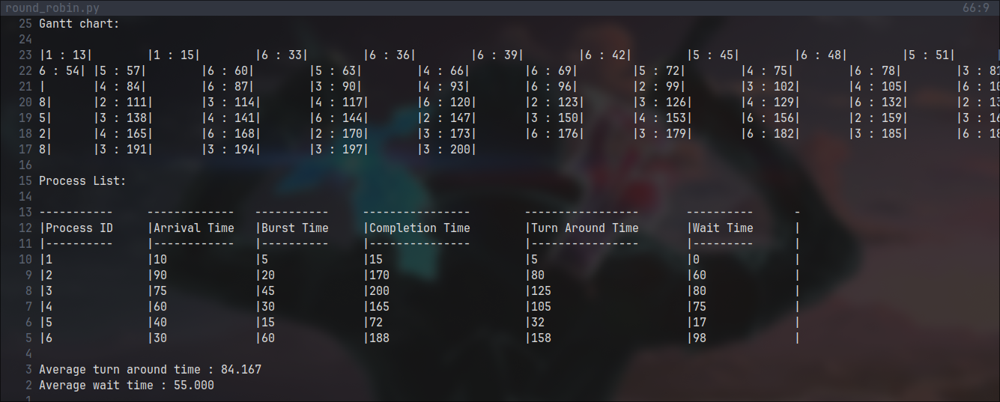 round_robin.py 66:9
25 Gantt chart:
24
23 |1 : 13| |1 : 15| |6 : 33| |6 : 36| |6 : 39| |6 : 42| |5 : 45| |6 : 48| |5 : 51|
22 6 : 54| |5 : 57| |6 : 60| |5 : 63| |4 : 66| |6 : 69| |5 : 72| |4 : 75| |6 : 78| |3 : 81
21 | |4 : 84| |6 : 87| |3 : 90| |4 : 93| |6 : 96| |2 : 99| |3 : 102| |4 : 105| |6 : 10
20 8| |2 : 111| |3 : 114| |4 : 117| |6 : 120| |2 : 123| |3 : 126| |4 : 129| |6 : 132| |2 : 13
19 5| |3 : 138| |4 : 141| |6 : 144| |2 : 147| |3 : 150| |4 : 153| |6 : 156| |2 : 159| |3 : 16
18 2| |4 : 165| |6 : 168| |2 : 170| |3 : 173| |6 : 176| |3 : 179| |6 : 182| |3 : 185| |6 : 18
17 8| |3 : 191| |3 : 194| |3 : 197| |3 : 200|
16
15 Process List:
14
13 ----------- ------------- ----------- ---------------- ----------------- ---------- -
12 |Process ID |Arrival Time |Burst Time |Completion Time |Turn Around Time |Wait Time |
11 |---------- |------------ |---------- |--------------- |---------------- |--------- |
10 |1 |10 |5 |15 |5 |0 |
9 |2 |90 |20 |170 |80 |60 |
8 |3 |75 |45 |200 |125 |80 |
7 |4 |60 |30 |165 |105 |75 |
6 |5 |40 |15 |72 |32 |17 |
5 |6 |30 |60 |188 |158 |98 |
4
3 Average turn around time : 84.167
2 Average wait time : 55.000
1